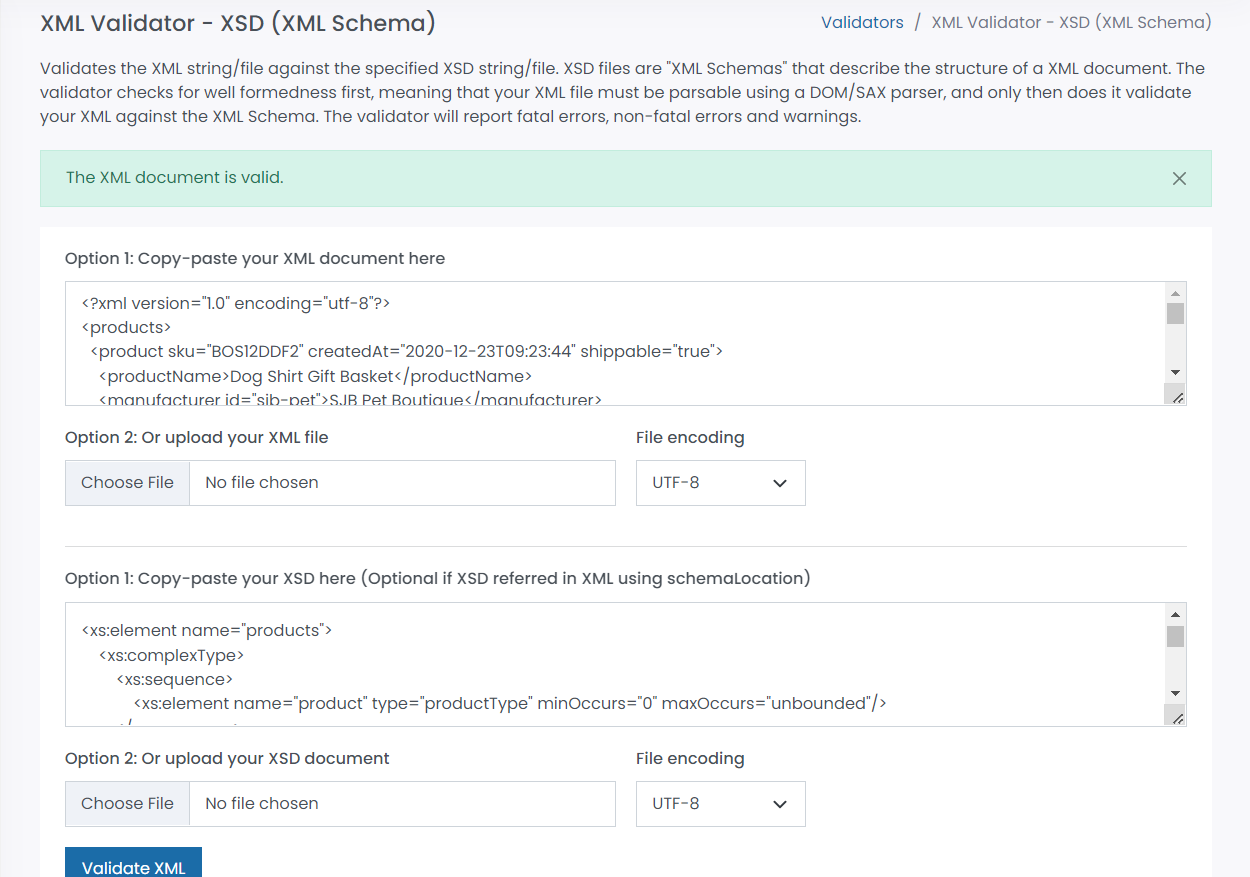 XML Validator - XSD (XML Schema)
Validators / XML Validator - XSD (XML Schema)
Validates the XML string/file against the specified XSD string/file. XSD files are "XML Schemas" that describe the structure of a XML document. The
validator checks for well formedness first, meaning that your XML file must be parsable using a DOM/SAX parser, and only then does it validate
your XML against the XML Schema. The validator will report fatal errors, non-fatal errors and warnings.
The XML document is valid.
Option 1: Copy-paste your XML document here
<?xml version="1.0" encoding="utf-8"?>
<products>
<product sku="BOS12DDF2" createdAt="2020-12-23T09:23:44" shippable="true">
<productName>Dog Shirt Gift Basket</productName>
<manufacturer id="sjb-pet">SJB Pet Boutique</manufacturer>
Option 2: Or upload your XML file
File encoding
Choose File No file chosen
UTF-8
Option 1: Copy-paste your XSD here (Optional if XSD referred in XML using schemaLocation)
<xs:element name="products">
<xs:complexType>
<xs:sequence>
<xs:element name="product" type="productType" minOccurs="0" maxOccurs="unbounded"/>
Option 2: Or upload your XSD document
File encoding
Choose File No file chosen
UTF-8
Validate XML